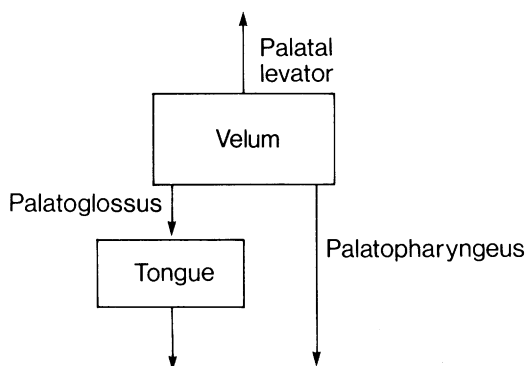 Palatal
levator
Velum
Palatoglossus
Palatopharyngeus
Tongue